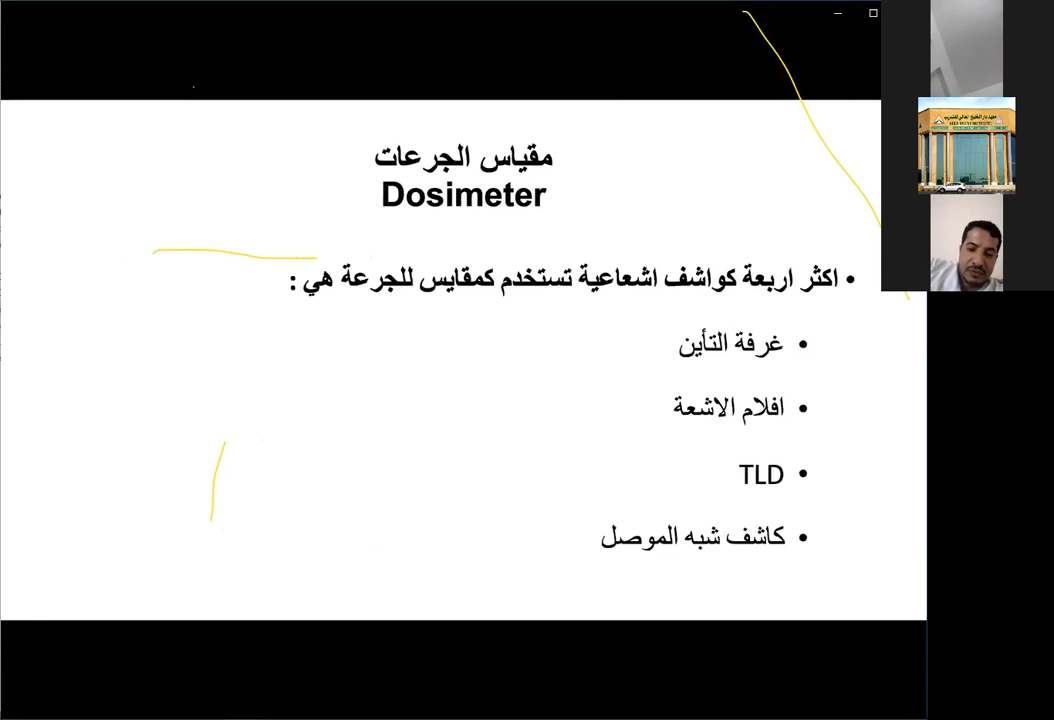 مقياس الجرعات
Dosimeter
• اكثر اربعة كواشف اشعاعية تستخدم كمقايس للجرعة هي :
• غرفة التأين
• افلام الاشعة
• TLD
• كاشف شبه الموصل